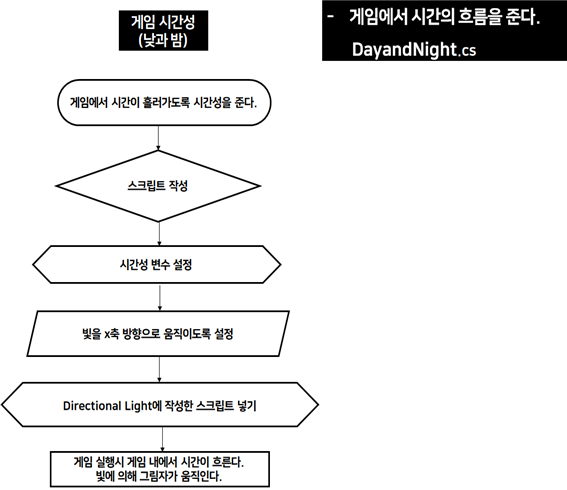 게임 시간성
(낮과 밤)
- 게임에서 시간의 흐름을 준다.
DayandNight.cs
게임에서 시간이 흘러가도록 시간성을 준다.
스크립트 작성
시간성 변수 설정
빛을 x축 방향으로 움직이도록 설정
Directional Light에 작성한 스크립트 넣기
게임 실행시 게임 내에서 시간이 흐른다.
빛에 의해 그림자가 움직인다.